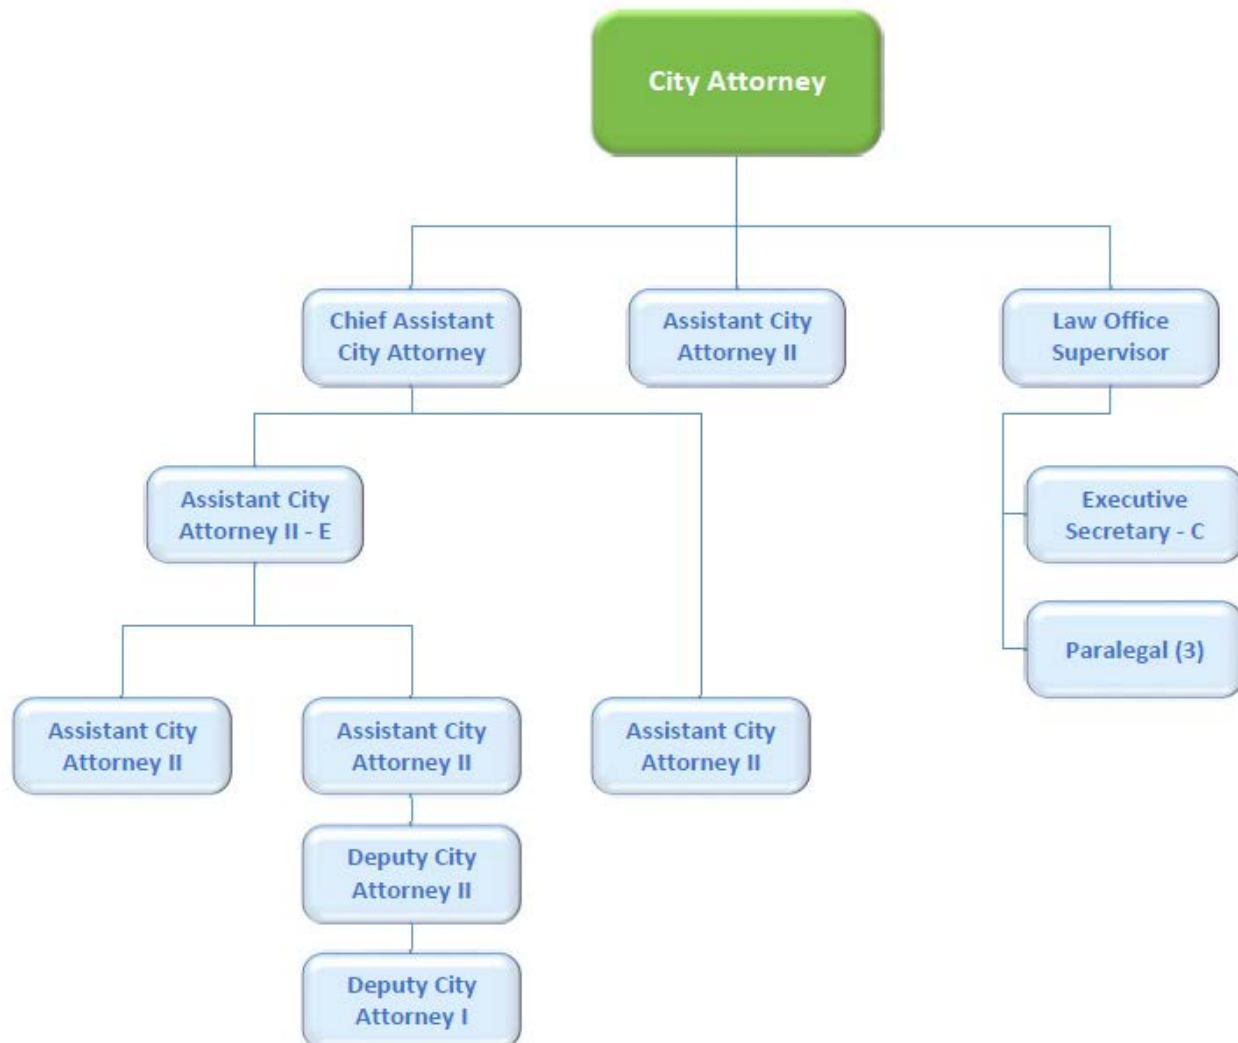 City Attorney
Chief Assistant
City Attorney
Assistant City
Attorney II
Law Office
Supervisor
Assistant City
Attorney II - E
Executive
Secretary - C
Paralegal (3)
Assistant City
Attorney II
Assistant City
Attorney II
Assistant City
Attorney II
Deputy City
Attorney II
Deputy City
Attorney I